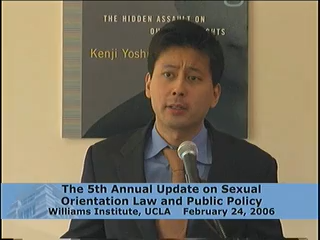 THE HIDDEN ASSAULT ON
Kenji Yosh
The 5th Annual Update on Sexual
Orientation Law and Public Policy
Williams Institute, UCLA February 24, 2006